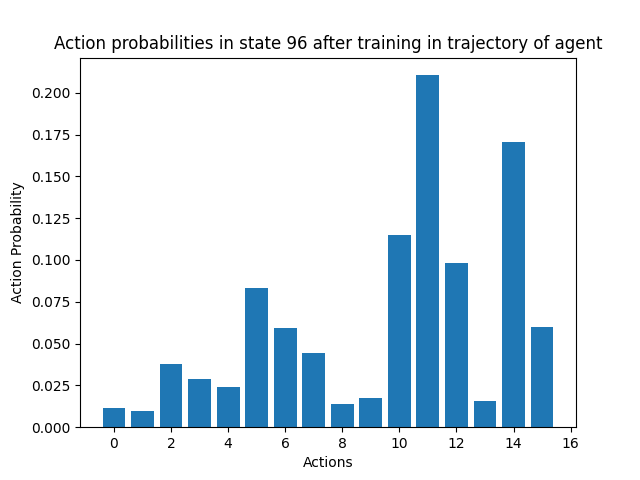 Action probabilities in state 96 after training in trajectory of agent
Action Probability
0.200
0.175
0.150
0.125
0.100
0.075
0.050
0.025
0.000
0 2 4 6 8 10 12 14 16
Actions